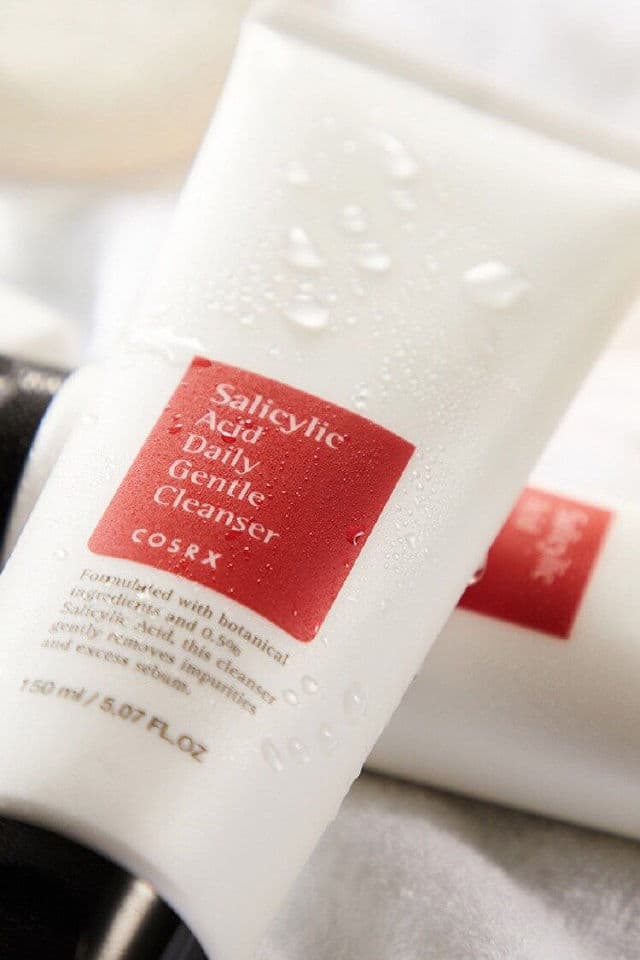 Salicylic
Acid
Daily
Gentle
Cleanser
COSRX
Formulated with botanical
ingredients and 0.5%
Salicylic Acid, this cleanser
gently removes impurities
and excess sebum.
150 ml / 5.07 FL.OZ
Salicylic